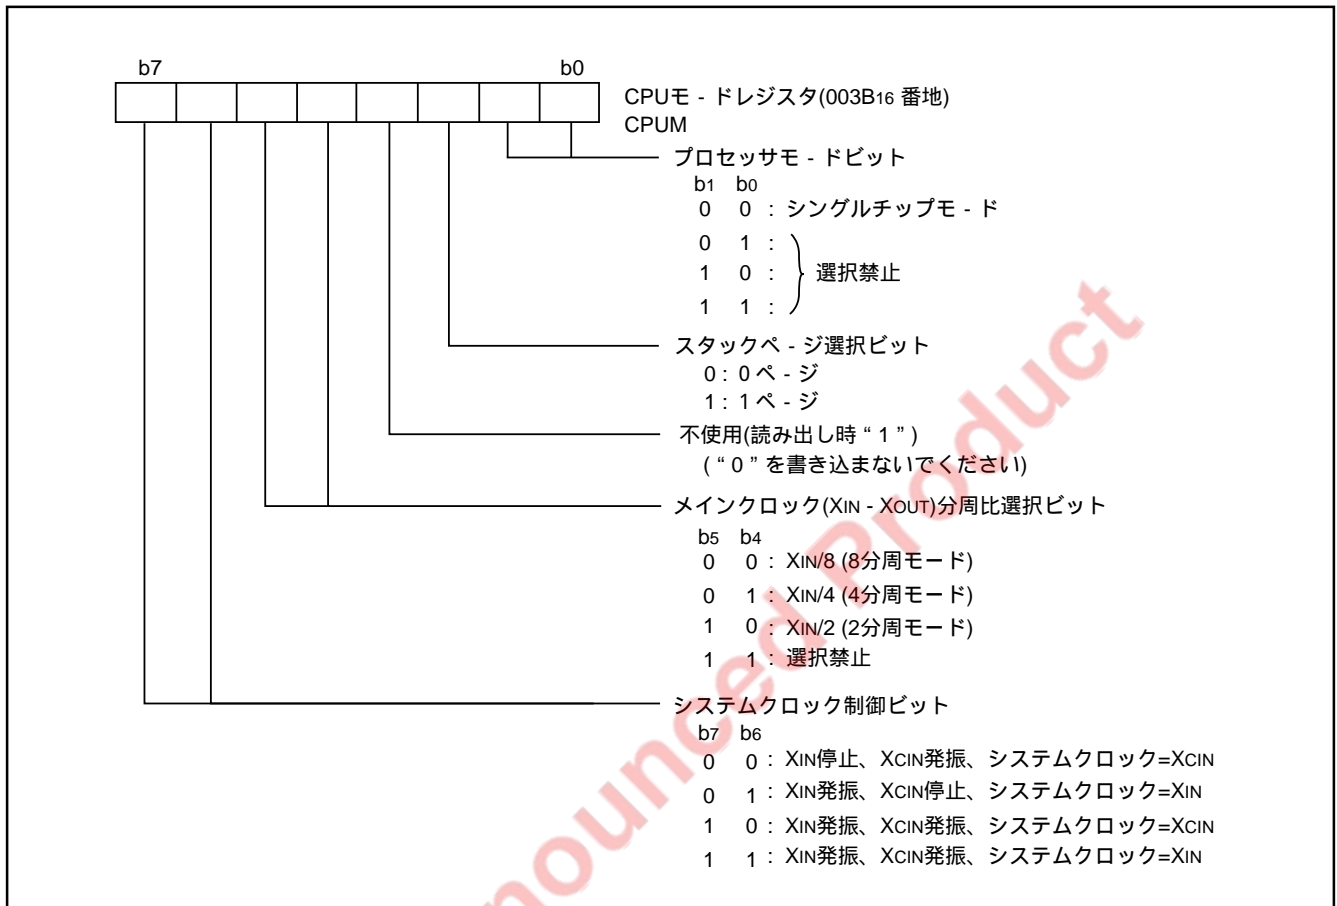 b7 b0
CPUモ - ドレジスタ(003B16 番地)
CPUM
プロセッサモ - ドビット
b1 b0
0 0 : シングルチップモ - ド
0 1 :
1 0 : 選択禁止
1 1 :
スタックペ - ジ選択ビット
0 : 0 ペ - ジ
1 : 1 ペ - ジ
不使用(読み出し時 “ 1 ” )
( “ 0 ” を書き込まないでください)
メインクロック(XIN - XOUT)分周比選択ビット
b5 b4
0 0 : XIN/8 (8分周モード)
0 1 : XIN/4 (4分周モード)
1 0 : XIN/2 (2分周モード)
1 1 : 選択禁止
システムクロック制御ビット
b7 b6
0 0 : XIN停止、XCIN発振、システムクロック=XCIN
0 1 : XIN発振、XCIN停止、システムクロック=XIN
1 0 : XIN発振、XCIN発振、システムクロック=XCIN
1 1 : XIN発振、XCIN発振、システムクロック=XIN
nounced Product